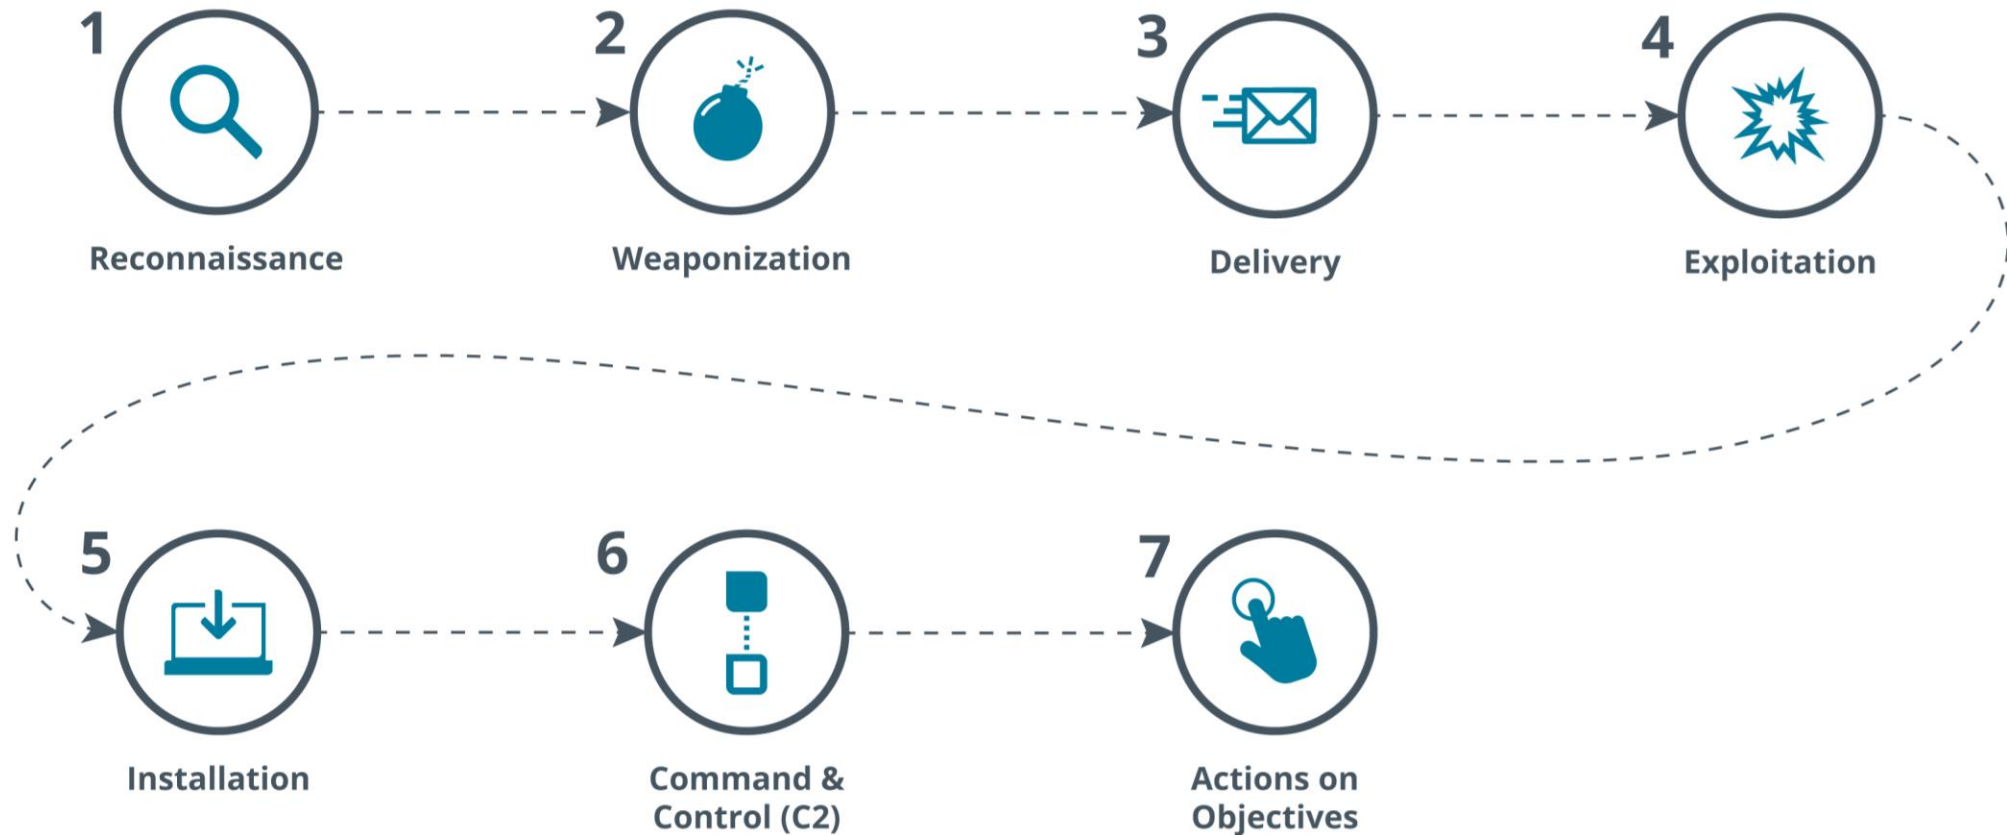 1
Reconnaissance
2
Weaponization
3
Delivery
4
Exploitation
5
Installation
6
Command &
Control (C2)
7
Actions on
Objectives